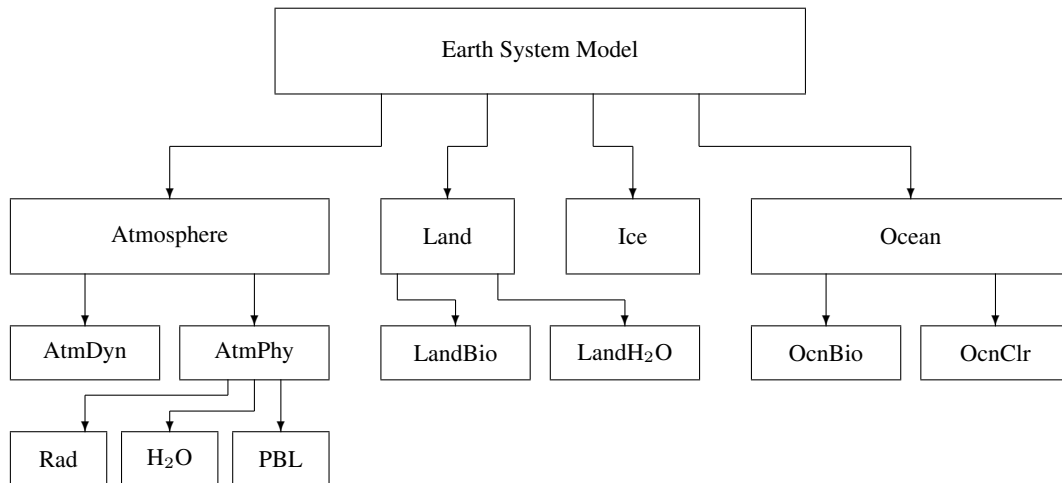 Earth System Model
Atmosphere
Land
Ice
Ocean
AtmDyn
AtmPhy
LandBio
LandH₂O
OcnBio
OcnClr
Rad
H₂O
PBL